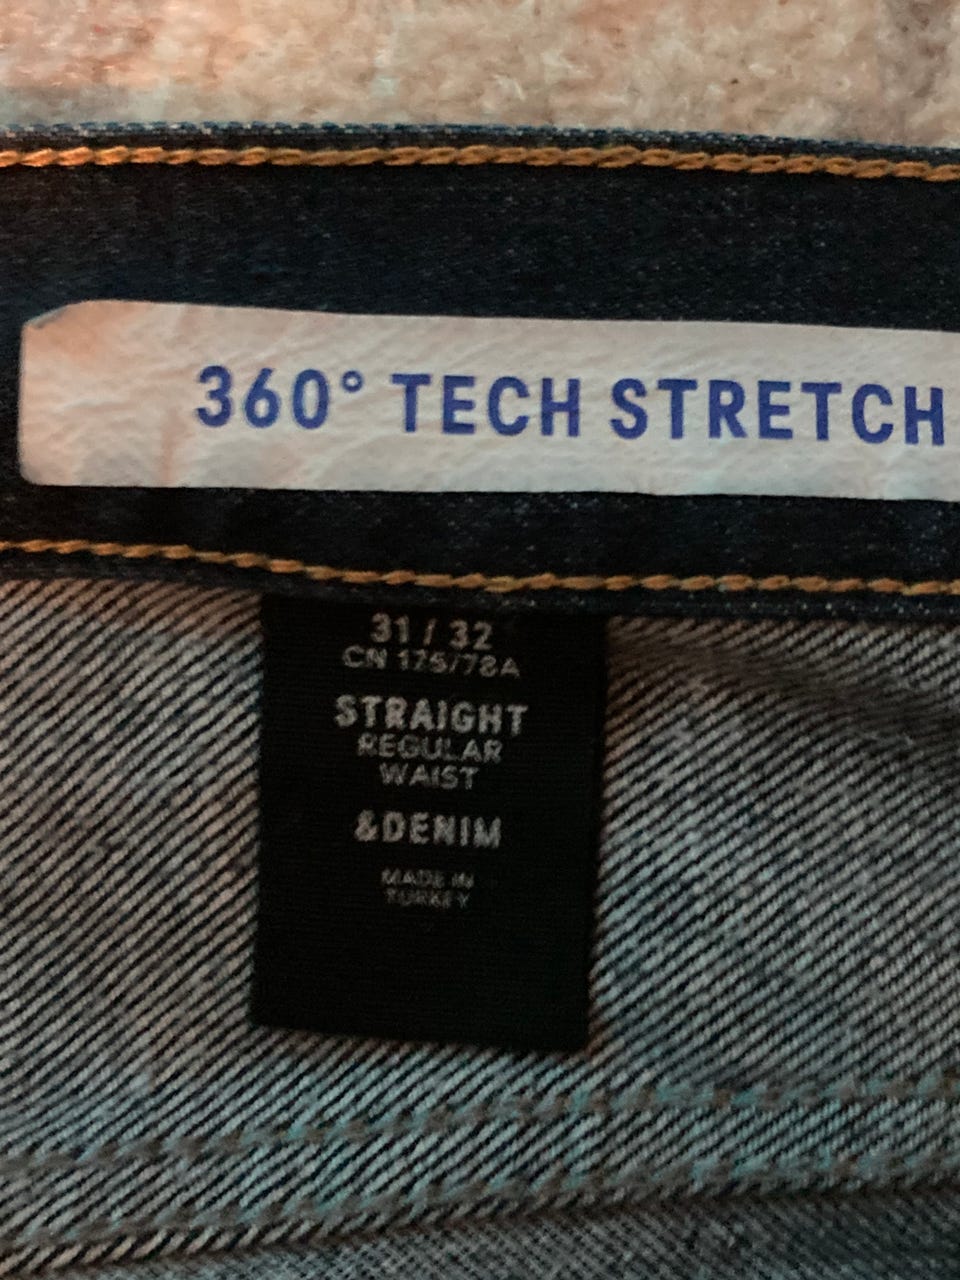 360° TECH STRETCH
31 / 32
CN 175/78A
STRAIGHT
REGULAR
WAIST
&DENIM
MADE IN
TURKEY